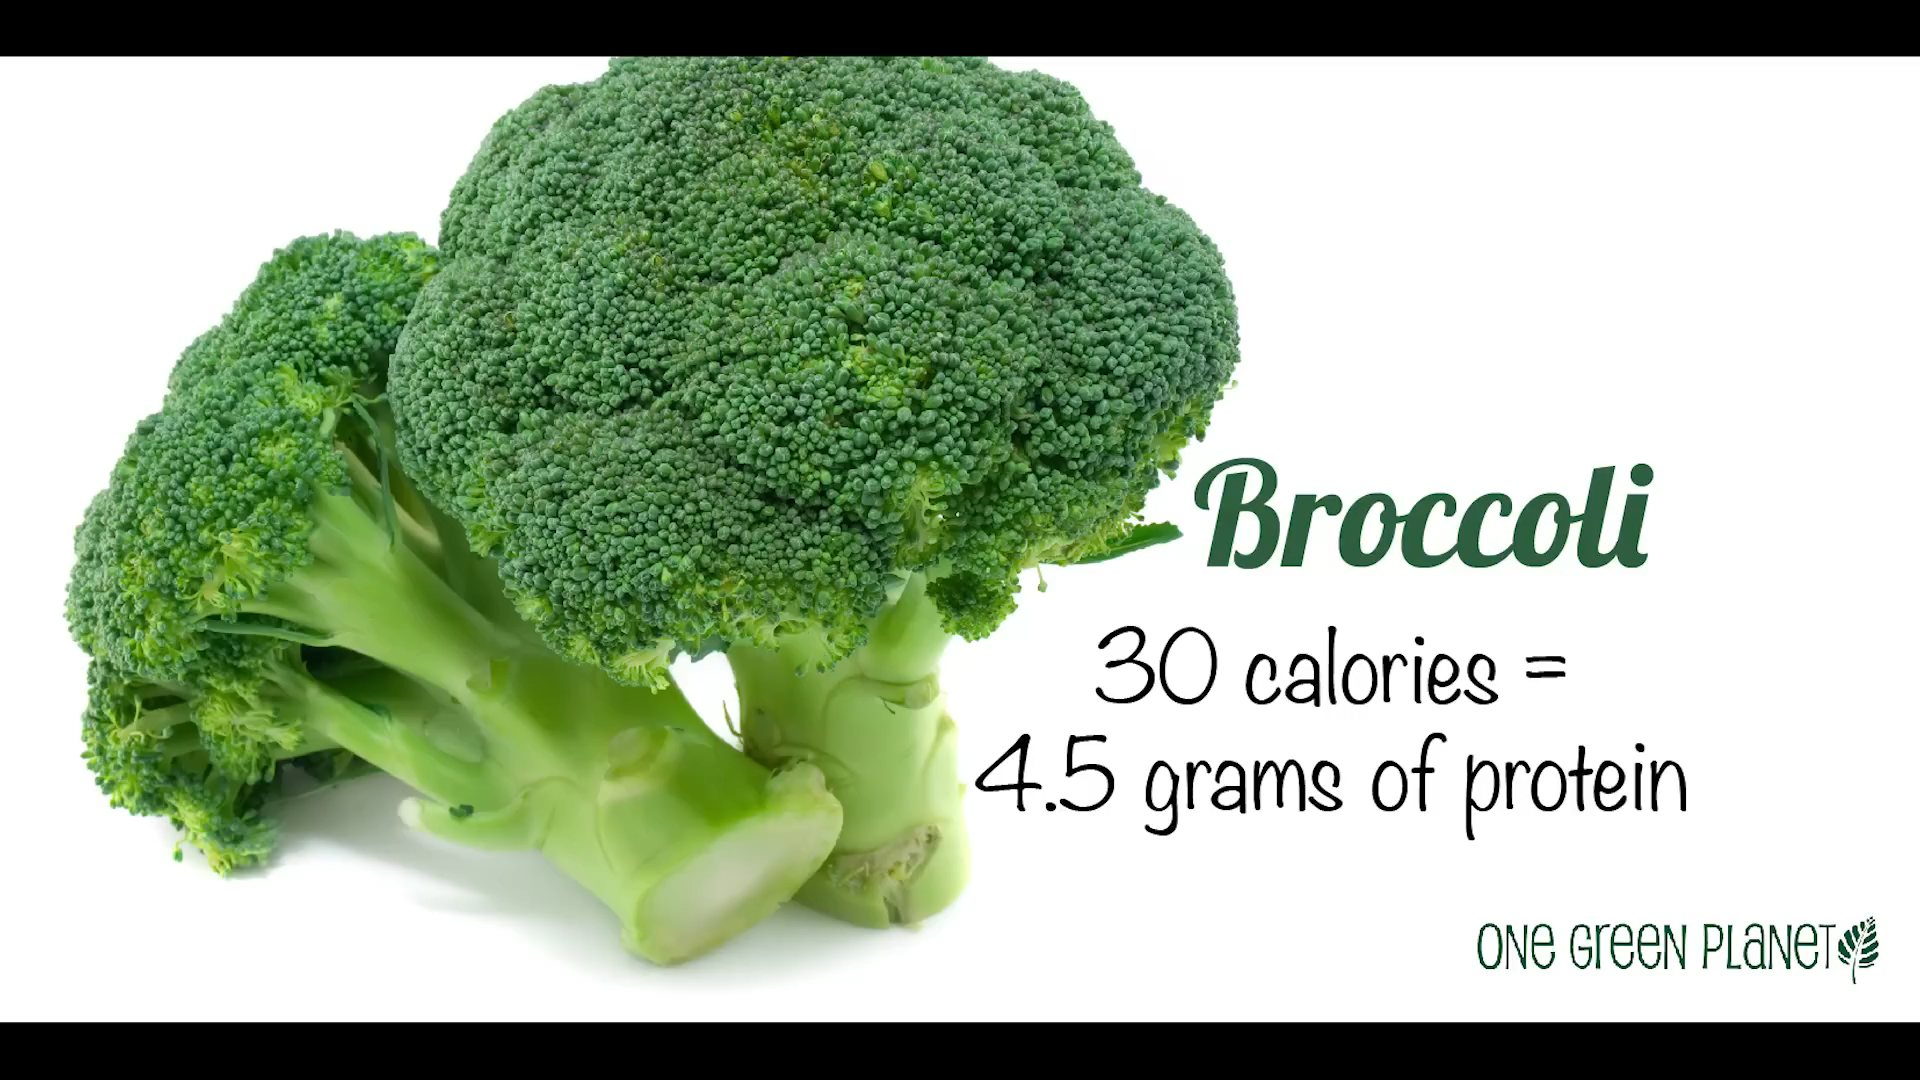 Broccoli
30 calories =
4.5 grams of protein
ONE GREEN PLANET